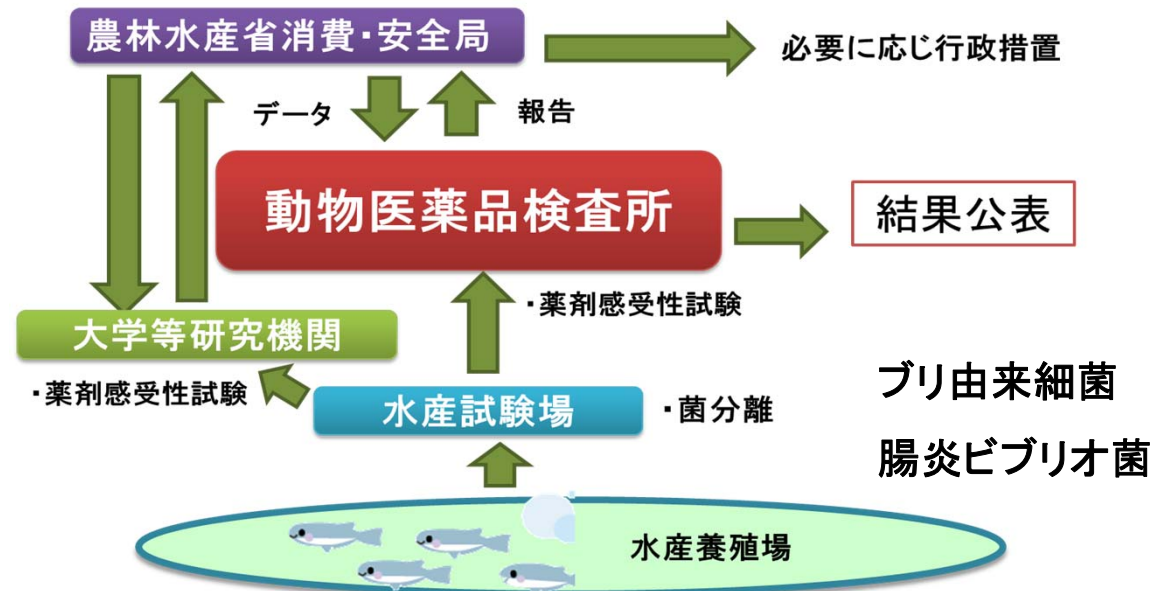 農林水産省消費・安全局
必要に応じ行政措置
データ
報告
動物医薬品検査所
結果公表
・薬剤感受性試験
大学等研究機関
・薬剤感受性試験
水産試験場
・菌分離
ブリ由来細菌
腸炎ビブリオ菌
水産養殖場